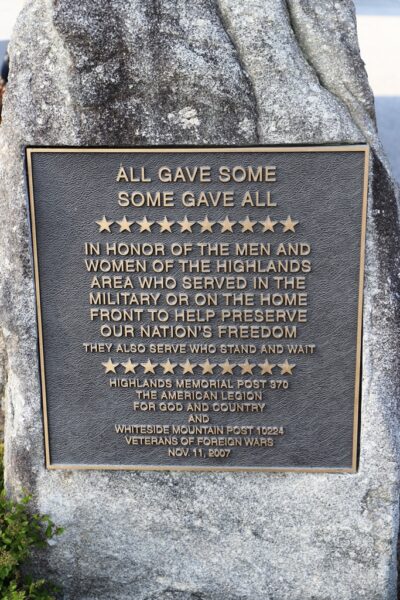 ALL GAVE SOME
SOME GAVE ALL
IN HONOR OF THE MEN AND
WOMEN OF THE HIGHLANDS
AREA WHO SERVED IN THE
MILITARY OR ON THE HOME
FRONT TO HELP PRESERVE
OUR NATION'S FREEDOM
THEY ALSO SERVE WHO STAND AND WAIT
HIGHLANDS MEMORIAL POST 370
THE AMERICAN LEGION
FOR GOD AND COUNTRY
AND
WHITESIDE MOUNTAIN POST 10224
VETERANS OF FOREIGN WARS
NOV. 11, 2007